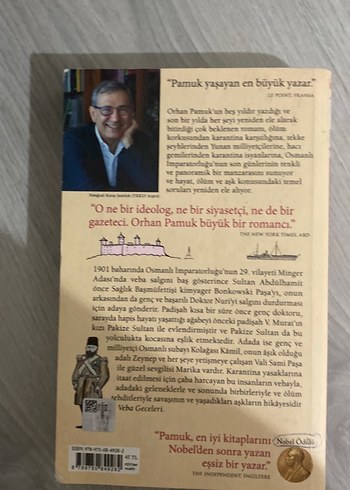 "Pamuk yaşayan en büyük yazar."
LE POINT, FRANSA
Orhan Pamuk'un beş yıldır yazdığı ve
son bir yılda her şeyi yeniden ele alarak
bitirdiği çok beklenen romanı, ölüm
korkusundan karantina karşıtlığına, tekke
şeyhlerinden Yunan milliyetçilerine, hacı
gemilerinden karantina isyanlarına, Osmanlı
İmparatorluğu'nun son günlerinin renkli
ve panoramik bir manzarasını sunuyor
ve hayat, ölüm ve aşk konusundaki temel
soruları yeniden ele alıyor.
"O ne bir ideolog, ne bir siyasetçi, ne de bir
gazeteci. Orhan Pamuk büyük bir romancı."
THE NEW YORK TIMES, ABD
1901 baharında Osmanlı İmparatorluğu'nun 29. vilayeti Minger
Adası'nda veba salgını baş gösterince Sultan Abdülhamit
önce Sağlık Başmüfettişi kimyager Bonkowski Paşa'yı, onun
arkasından da genç ve başarılı Doktor Nuri'yi salgını durdurması
için adaya gönderir. Padişah kısa bir süre önce genç doktoru,
sarayda hapis hayatı yaşattığı ağabeyi önceki padişah V. Murat'ın
kızı Pakize Sultan ile evlendirmiştir ve Pakize Sultan da bu
yolculukta kocasına eşlik etmektedir. Adada ise genç ve
milliyetçi Osmanlı subayı Kolağası Kâmil, onun âşık olduğu
adalı Zeynep ve her şeye yetişmeye çalışan Vali Sami Paşa
ile güzel sevgilisi Marika vardır. Karantina yasaklarına
itaat edilmesi için çaba harcayan bu insanların vebayla,
adadaki geleneklerle ve sonunda birbirleriyle ve ölüm
tehditleriyle savaşının ve yaşadıkları aşkların hikâyesidir
Veba Geceleri.
"Pamuk, en iyi kitaplarını
Nobel'den sonra yazan
eşsiz bir yazar."
THE INDEPENDENT, İNGİLTERE
Nobel Ödülü
42 TL